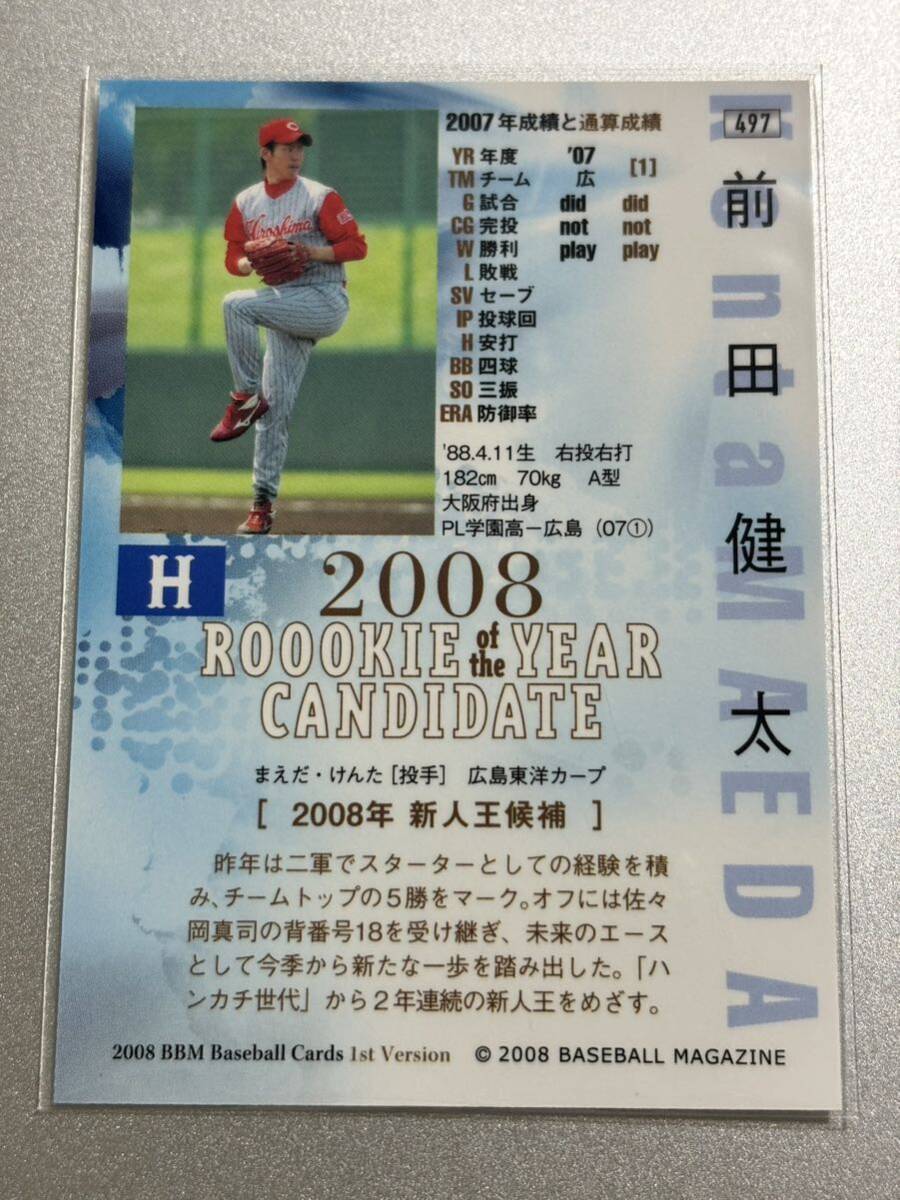 497
前田健太
Kenta MAEDA
Hiroshima
2007年成績と通算成績
YR 年度 '07 [1]
TM チーム 広
G 試合 did did
CG 完投 not not
W 勝利 play play
L 敗戦
SV セーブ
IP 投球回
H 安打
BB 四球
SO 三振
ERA 防御率
'88.4.11生 右投右打
182cm 70kg A型
大阪府出身
PL学園高－広島（07①）
H
2008
ROOOKIE of the YEAR
CANDIDATE
まえだ・けんた［投手］ 広島東洋カープ
［ 2008年 新人王候補 ］
昨年は二軍でスターターとしての経験を積
み、チームトップの５勝をマーク。オフには佐々
岡真司の背番号18を受け継ぎ、未来のエース
として今季から新たな一歩を踏み出した。「ハ
ンカチ世代」から２年連続の新人王をめざす。
2008 BBM Baseball Cards 1st Version © 2008 BASEBALL MAGAZINE